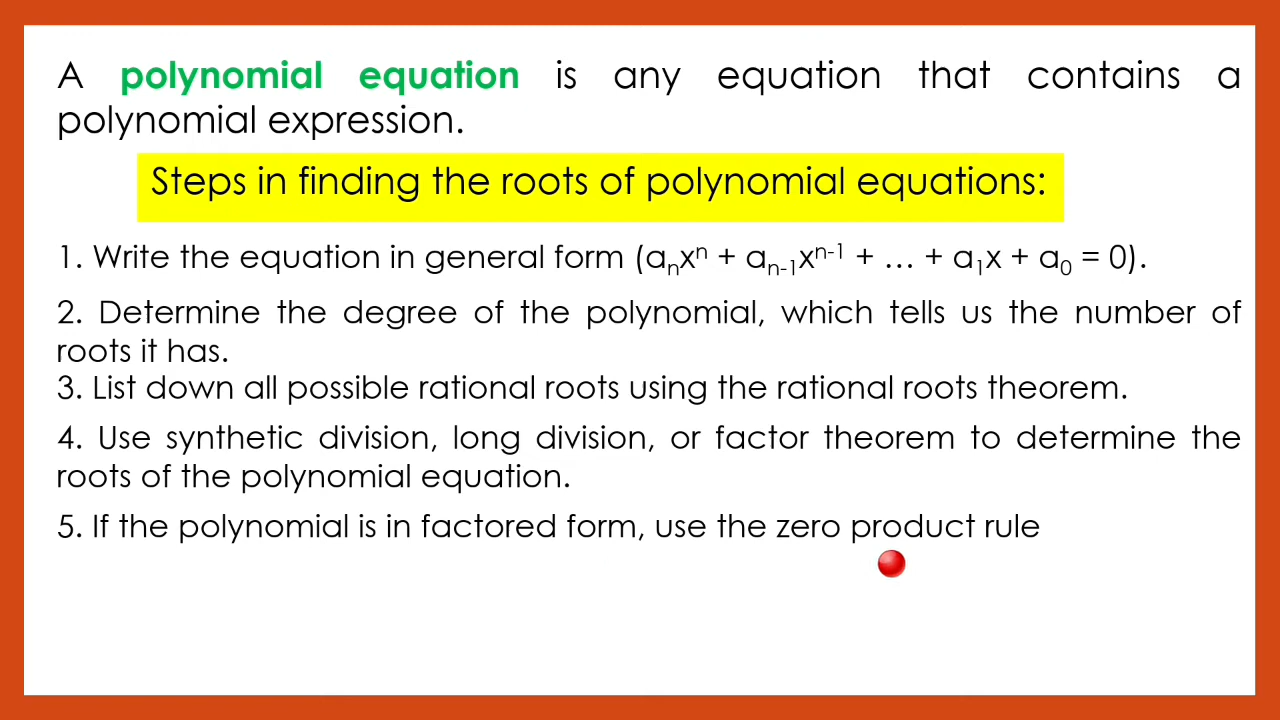 A polynomial equation is any equation that contains a
polynomial expression.
Steps in finding the roots of polynomial equations:
1. Write the equation in general form (aₙxⁿ + aₙ₋₁xⁿ⁻¹ + … + a₁x + a₀ = 0).
2. Determine the degree of the polynomial, which tells us the number of
roots it has.
3. List down all possible rational roots using the rational roots theorem.
4. Use synthetic division, long division, or factor theorem to determine the
roots of the polynomial equation.
5. If the polynomial is in factored form, use the zero product rule